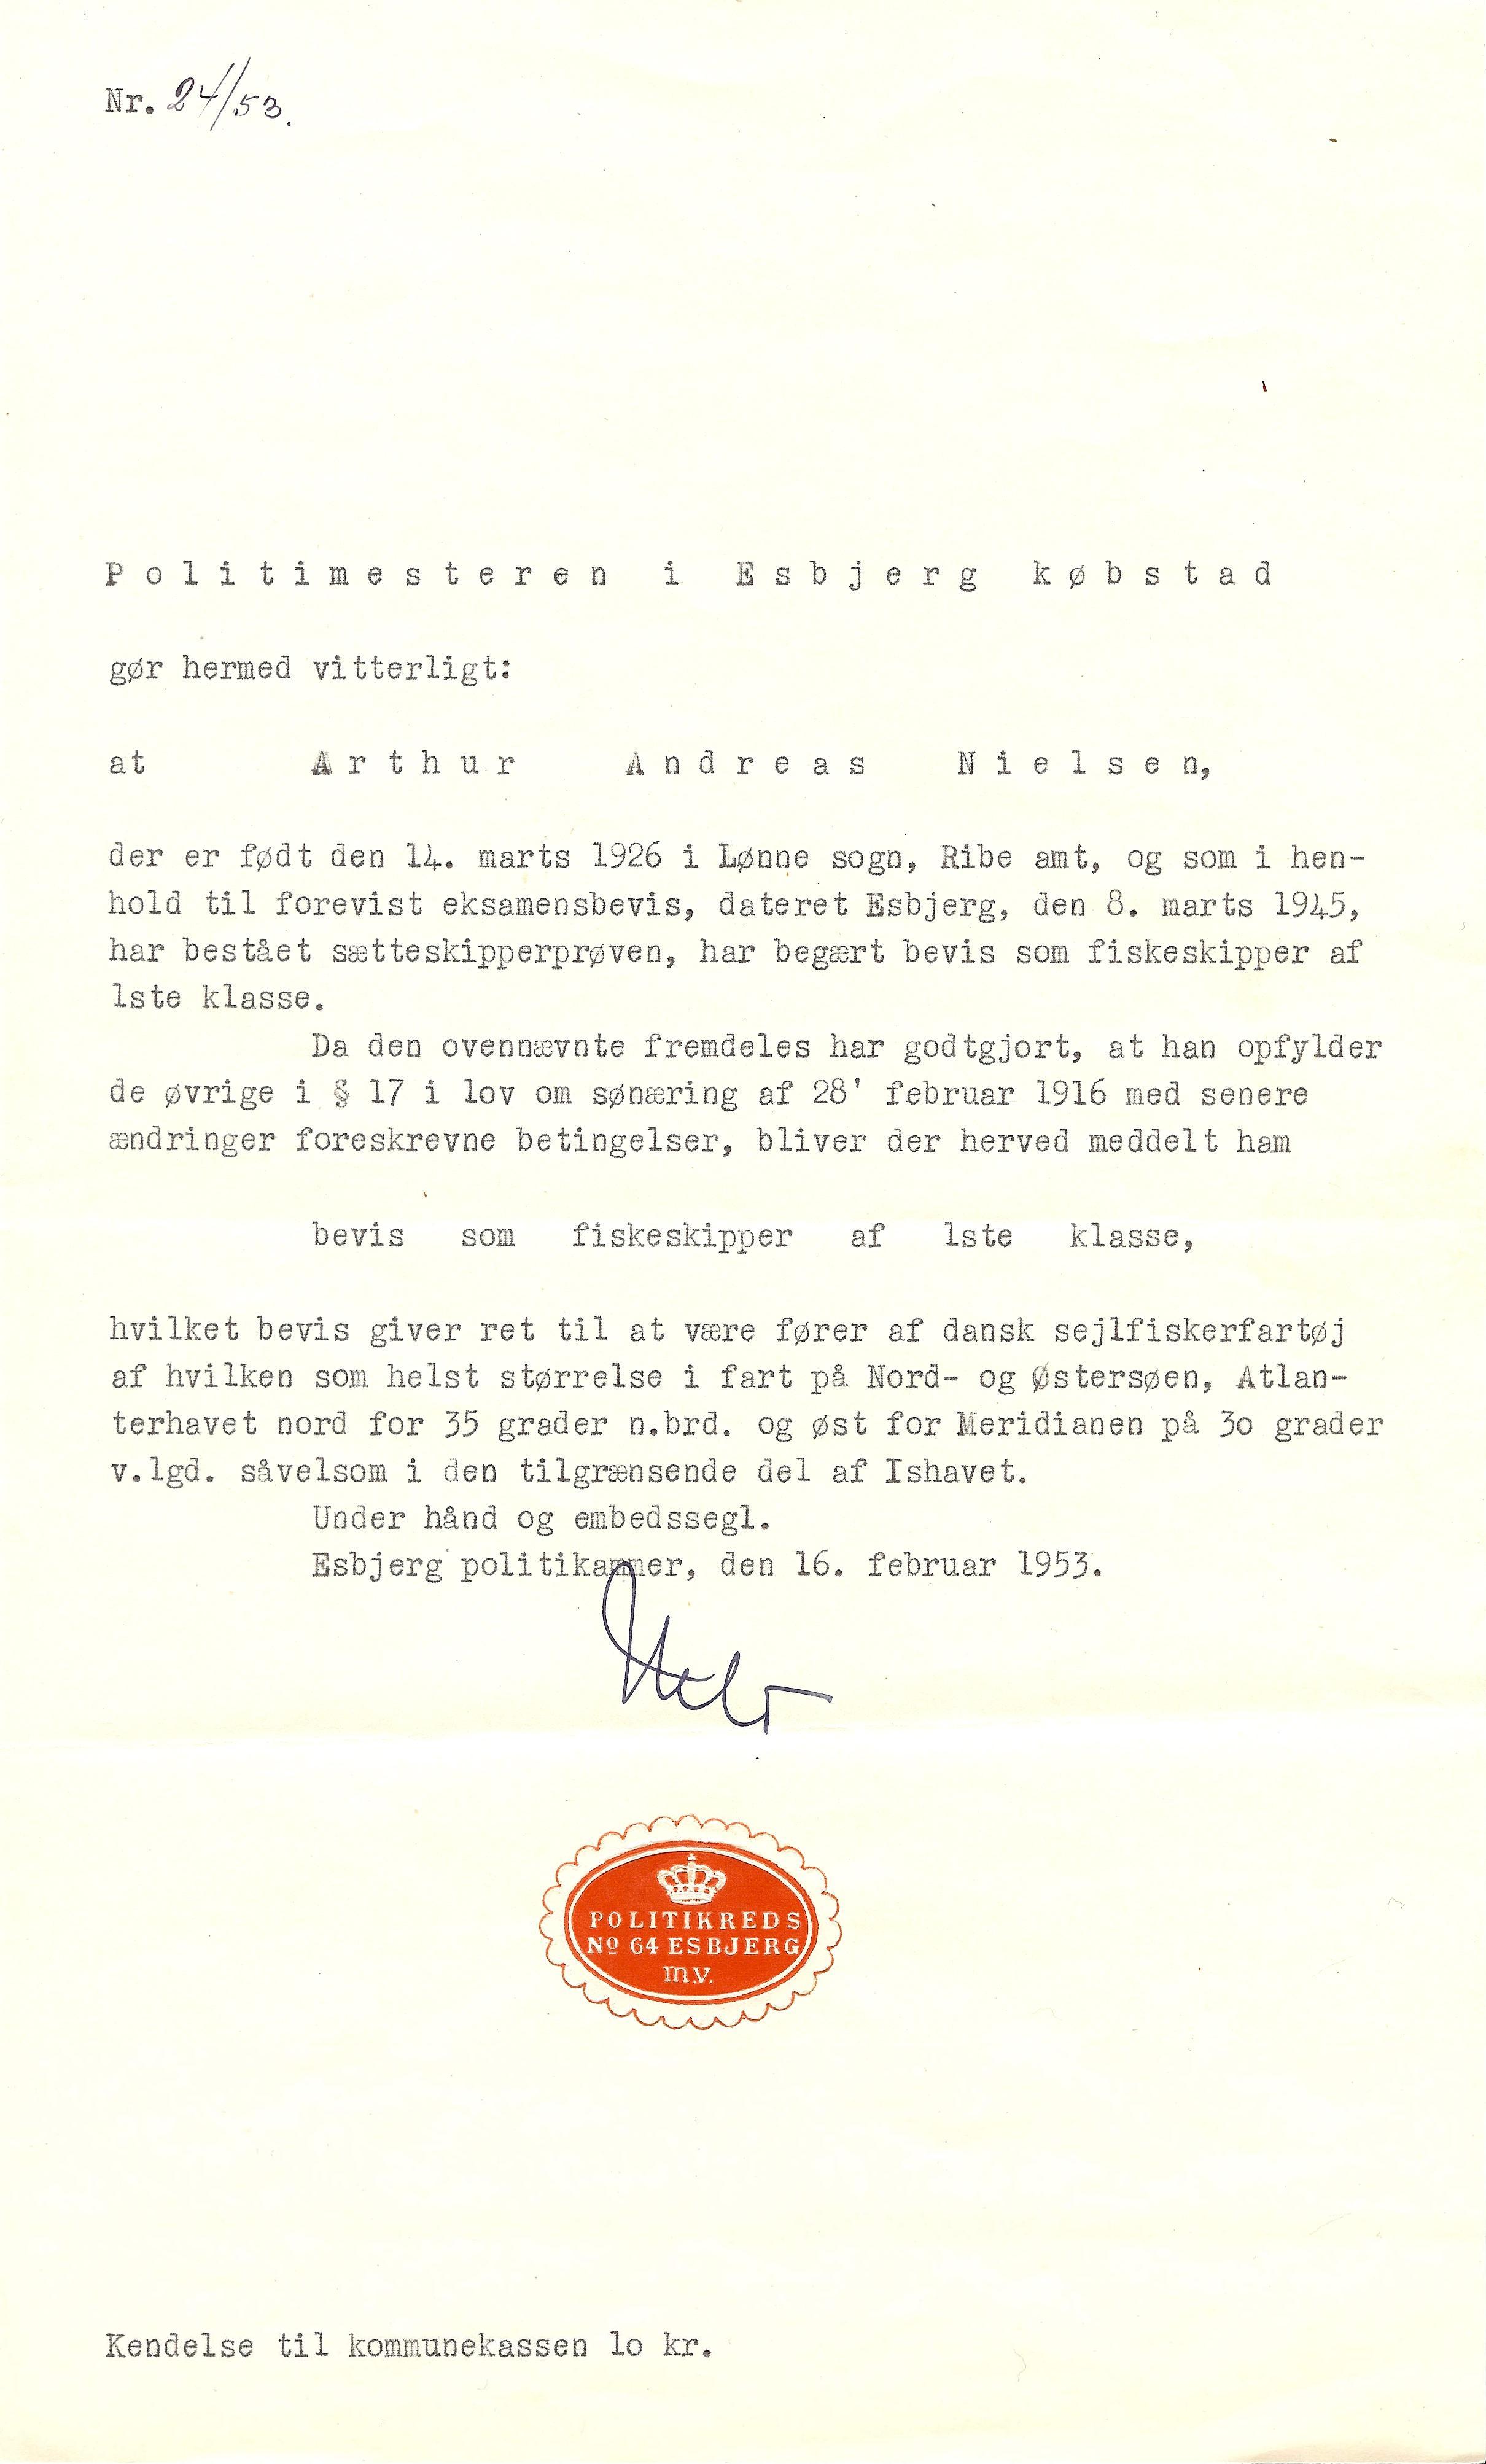 Nr. 24/53.
Politimesteren i Esbjerg købstad
gør hermed vitterligt:
at Arthur Andreas Nielsen,
der er født den 14. marts 1926 i Lønne sogn, Ribe amt, og som i hen-
hold til forevist eksamensbevis, dateret Esbjerg, den 8. marts 1945,
har bestået sætteskipperprøven, har begært bevis som fiskeskipper af
1ste klasse.
Da den ovennævnte fremdeles har godtgjort, at han opfylder
de øvrige i § 17 i lov om sønæring af 28' februar 1916 med senere
ændringer foreskrevne betingelser, bliver der herved meddelt ham
bevis som fiskeskipper af 1ste klasse,
hvilket bevis giver ret til at være fører af dansk sejlfiskerfartøj
af hvilken som helst størrelse i fart på Nord- og Østersøen, Atlan-
terhavet nord for 35 grader n.brd. og øst for Meridianen på 3o grader
v.lgd. såvelsom i den tilgrænsende del af Ishavet.
Under hånd og embedssegl.
Esbjerg politikammer, den 16. februar 1953.
POLITIKREDS
Nº 64 ESBJERG
m.v.
Kendelse til kommunekassen lo kr.